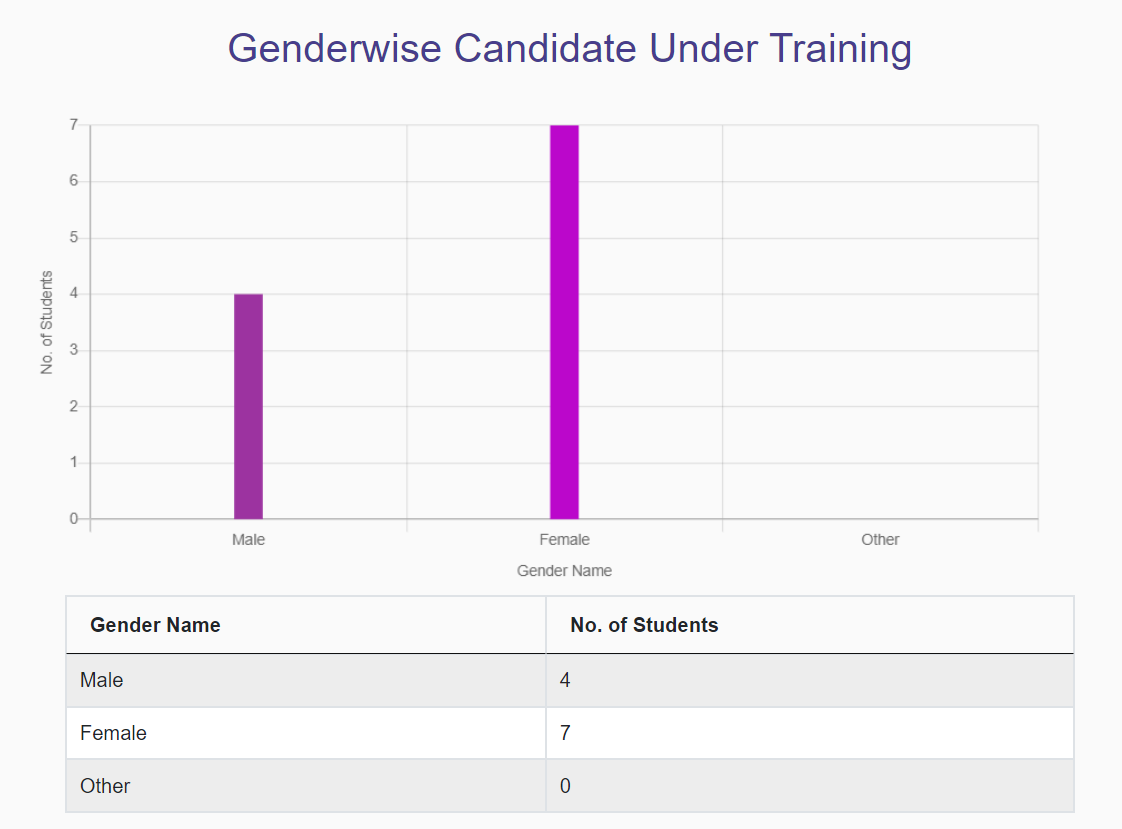 Genderwise Candidate Under Training
7
6
5
4
3
2
1
0
No. of Students
Male Female Other
Gender Name
Gender Name No. of Students
Male 4
Female 7
Other 0